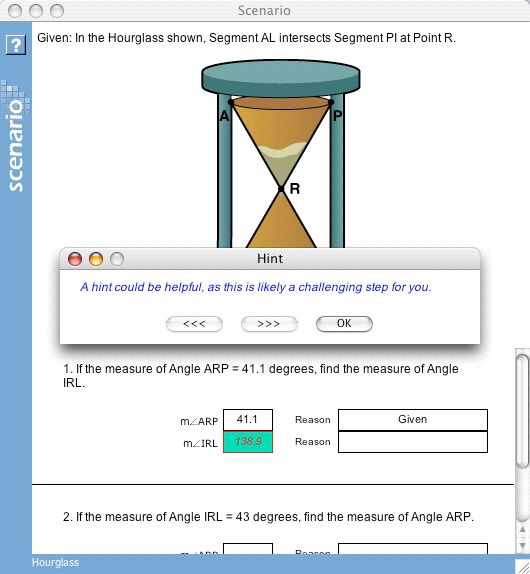 Scenario
?
Given: In the Hourglass shown, Segment AL intersects Segment PI at Point R.
scenario
A
P
R
Hint
A hint could be helpful, as this is likely a challenging step for you.
<<< >>> OK
1. If the measure of Angle ARP = 41.1 degrees, find the measure of Angle
IRL.
m∠ARP 41.1 Reason Given
m∠IRL 138.9 Reason
2. If the measure of Angle IRL = 43 degrees, find the measure of Angle ARP.
m∠ARP Reason
Hourglass